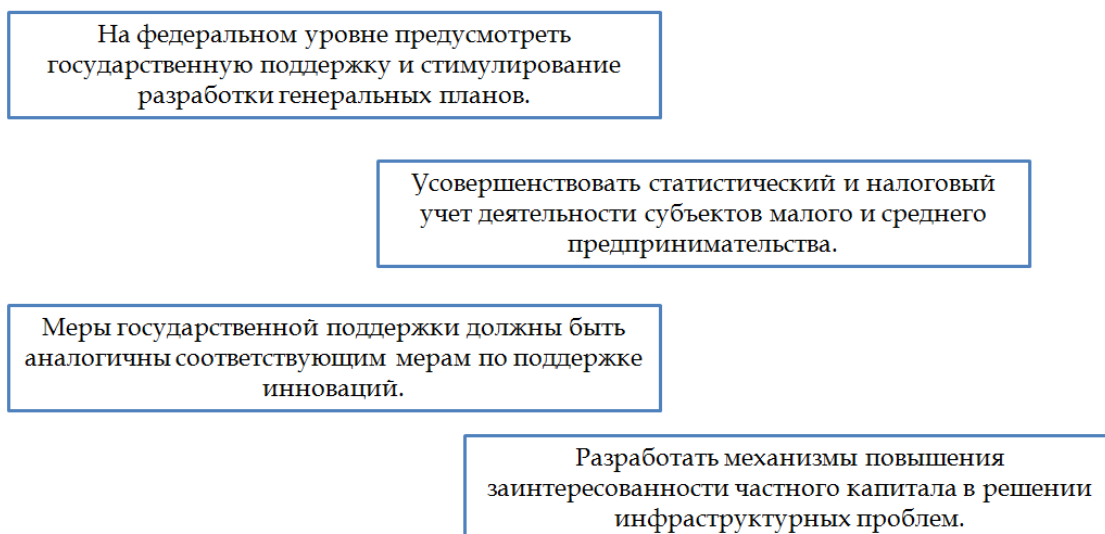 На федеральном уровне предусмотреть
государственную поддержку и стимулирование
разработки генеральных планов.
Усовершенствовать статистический и налоговый
учет деятельности субъектов малого и среднего
предпринимательства.
Меры государственной поддержки должны быть
аналогичны соответствующим мерам по поддержке
инноваций.
Разработать механизмы повышения
заинтересованности частного капитала в решении
инфраструктурных проблем.